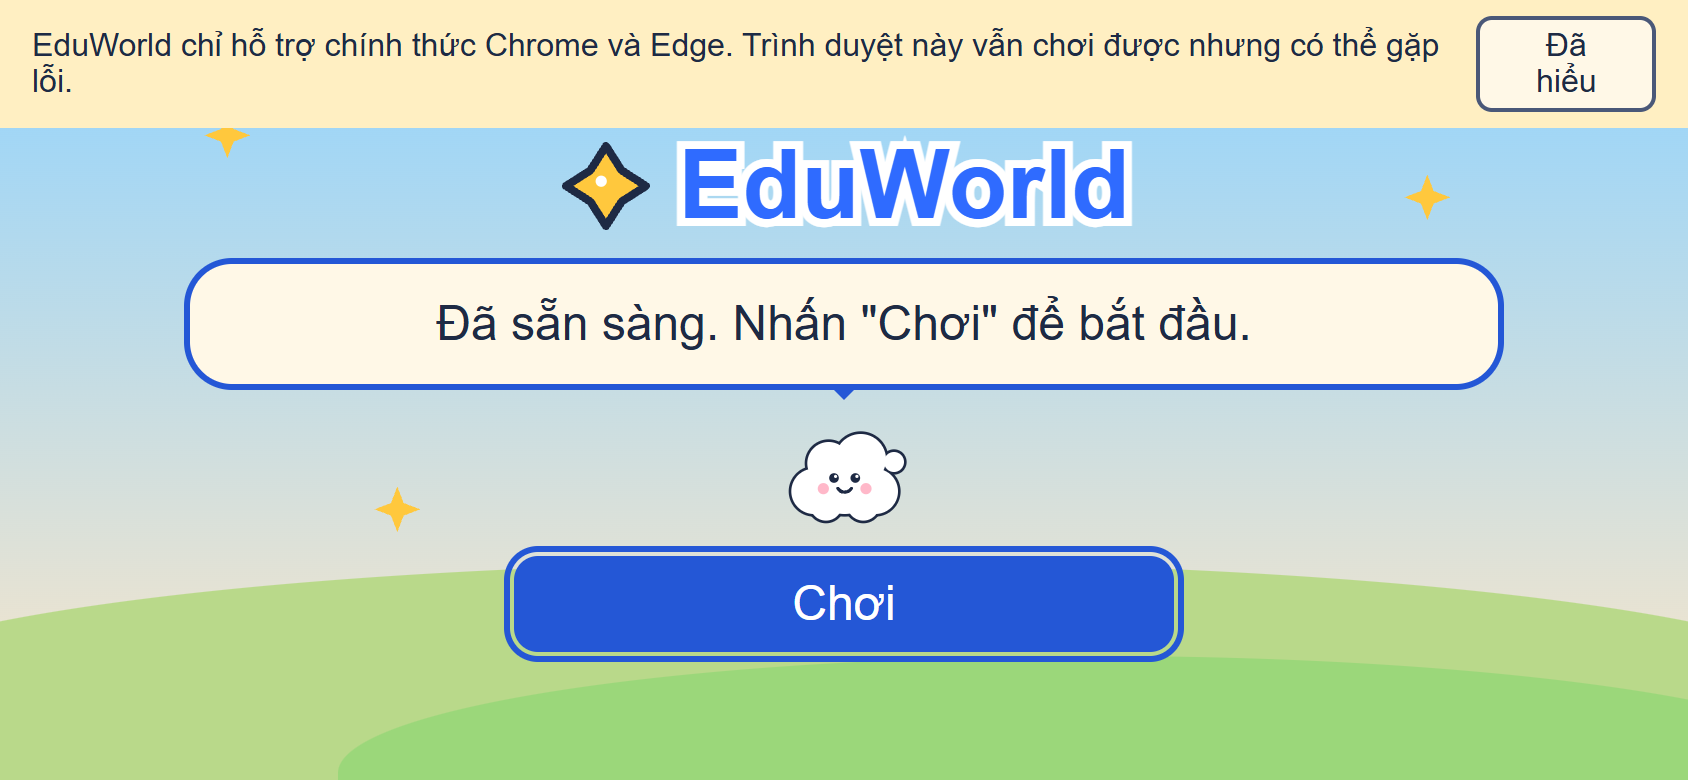 EduWorld chỉ hỗ trợ chính thức Chrome và Edge. Trình duyệt này vẫn chơi được nhưng có thể gặp
lỗi.
Đã
hiểu
EduWorld
Đã sẵn sàng. Nhấn "Chơi" để bắt đầu.
Chơi